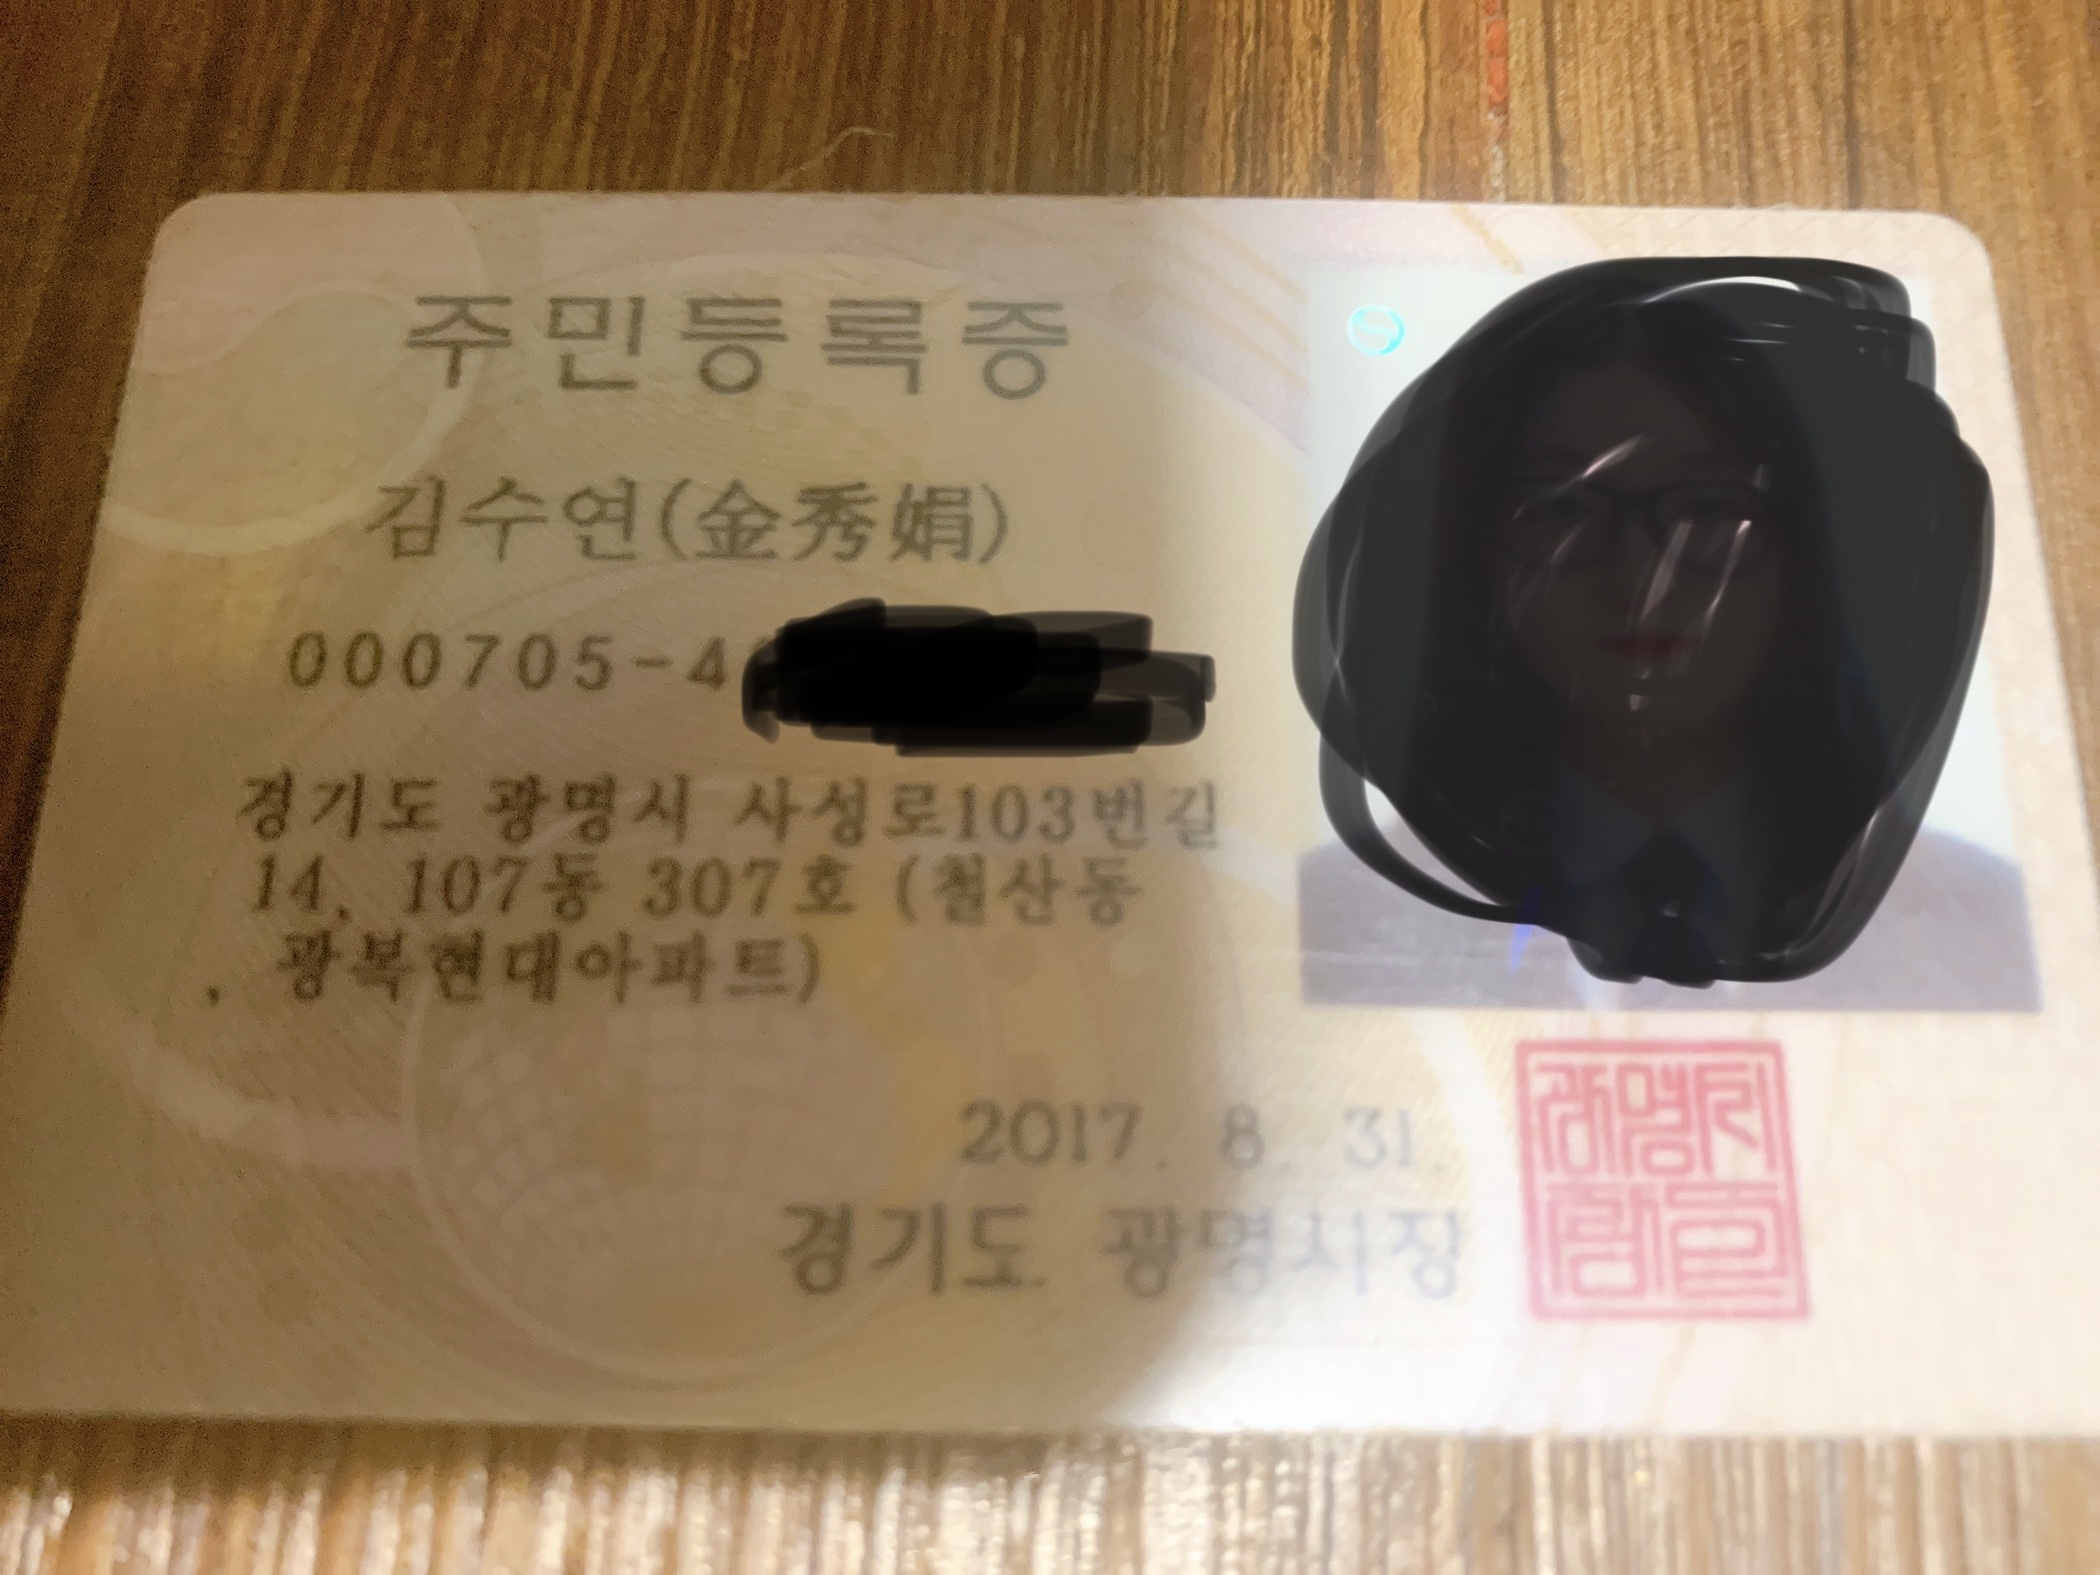 주민등록증
김수연(金秀娟)
000705-4
경기도 광명시 사성로103번길
14, 107동 307호 (철산동
, 광복현대아파트)
2017. 8. 31.
경기도 광명시장